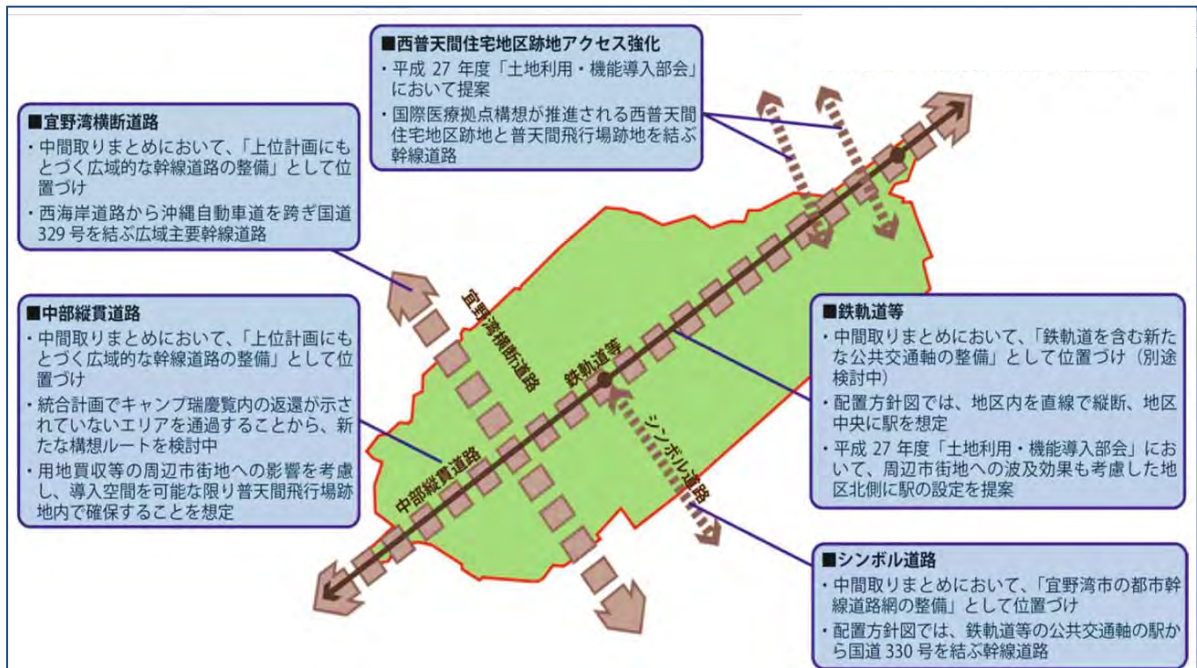 ■西普天間住宅地区跡地アクセス強化
・平成 27 年度「土地利用・機能導入部会」
において提案
・国際医療拠点構想が推進される西普天間
住宅地区跡地と普天間飛行場跡地を結ぶ
幹線道路
■宜野湾横断道路
・中間取りまとめにおいて、「上位計画にも
とづく広域的な幹線道路の整備」として位
置づけ
・西海岸道路から沖縄自動車道を跨ぎ国道
329 号を結ぶ広域主要幹線道路
■中部縦貫道路
・中間取りまとめにおいて、「上位計画にも
とづく広域的な幹線道路の整備」として位
置づけ
・統合計画でキャンプ瑞慶覧内の返還が示さ
れていないエリアを通過することから、新
たな構想ルートを検討中
・用地買収等の周辺市街地への影響を考慮
し、導入空間を可能な限り普天間飛行場跡
地内で確保することを想定
宜野湾横断道路
鉄軌道等
中部縦貫道路
シンボル道路
■鉄軌道等
・中間取りまとめにおいて、「鉄軌道を含む新た
な公共交通軸の整備」として位置づけ（別途
検討中）
・配置方針図では、地区内を直線で縦断、地区
中央に駅を想定
・平成 27 年度「土地利用・機能導入部会」にお
いて、周辺市街地への波及効果も考慮した地
区北側に駅の設定を提案
■シンボル道路
・中間取りまとめにおいて、「宜野湾市の都市幹
線道路網の整備」として位置づけ
・配置方針図では、鉄軌道等の公共交通軸の駅か
ら国道 330 号を結ぶ幹線道路